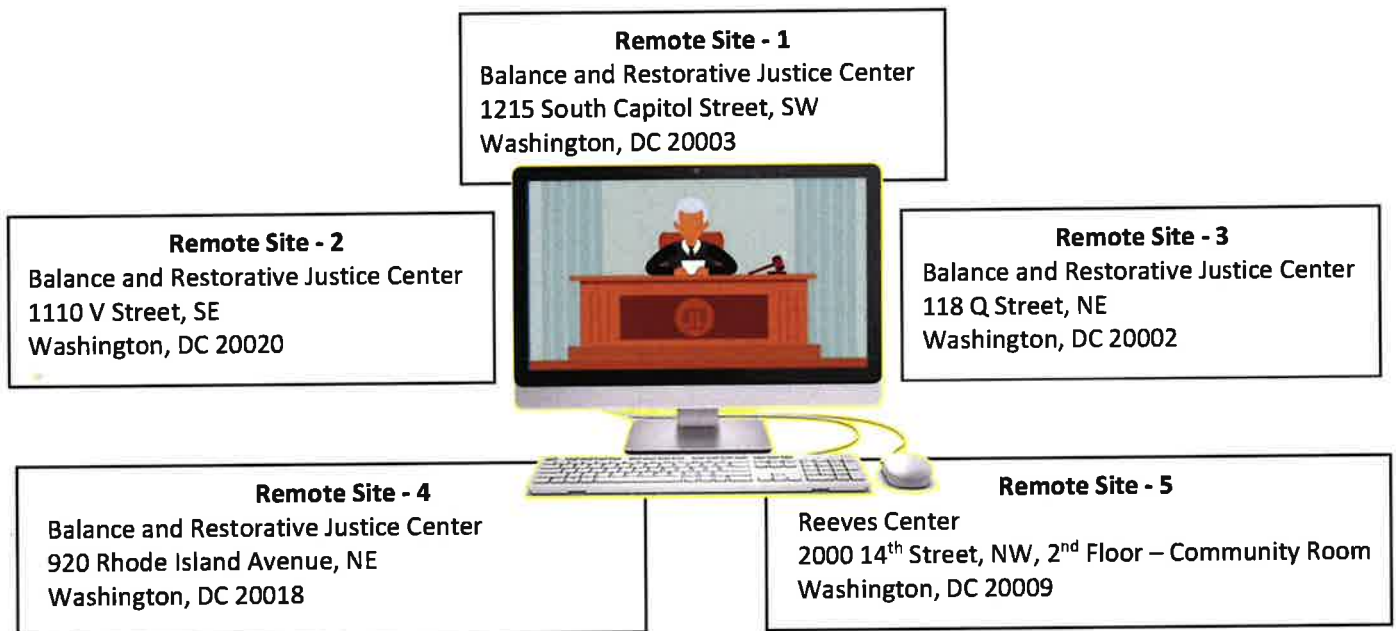 Remote Site - 1
Balance and Restorative Justice Center
1215 South Capitol Street, SW
Washington, DC 20003
Remote Site - 2
Balance and Restorative Justice Center
1110 V Street, SE
Washington, DC 20020
Remote Site - 3
Balance and Restorative Justice Center
118 Q Street, NE
Washington, DC 20002
Remote Site - 4
Balance and Restorative Justice Center
920 Rhode Island Avenue, NE
Washington, DC 20018
Remote Site - 5
Reeves Center
2000 14th Street, NW, 2nd Floor – Community Room
Washington, DC 20009